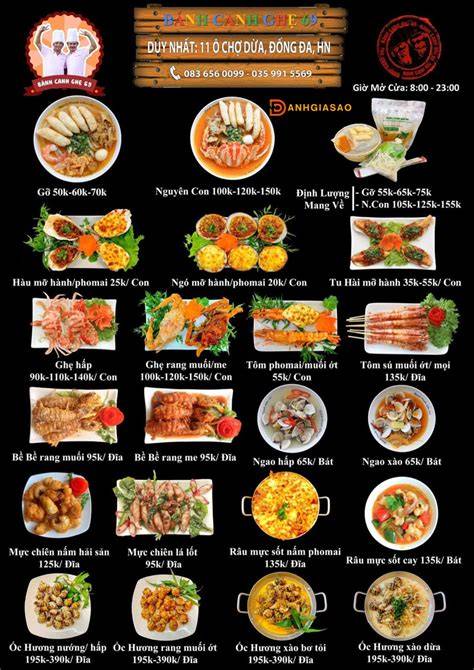 BÁNH CANH GHẸ 69
DUY NHẤT: 11 Ô CHỢ DỪA, ĐỐNG ĐA, HN
083 656 0099 - 035 991 5569
BÁNH CANH GHẸ 69
Giờ Mở Cửa: 8:00 - 23:00
DANHGIASAO
Gỡ 50k-60k-70k
Nguyên Con 100k-120k-150k
Định Lượng Mang Về
- Gỡ 55k-65k-75k
- N.Con 105k-125k-155k
Hàu mỡ hành/phomai 25k/ Con
Ngó mỡ hành/phomai 20k/ Con
Tu Hài mỡ hành 35k-55k/ Con
Ghẹ hấp
90k-110k-140k/ Con
Ghẹ rang muối/me
100k-120k-150k/ Con
Tôm phomai/muối ớt
55k/ Con
Tôm sú muối ớt/ mọi
135k/ Đĩa
Bề Bề rang muối 95k/ Đĩa
Bề Bề rang me 95k/ Đĩa
Ngao hấp 65k/ Bát
Ngao xào 65k/ Bát
Mực chiên nấm hải sản
125k/ Đĩa
Mực chiên lá lốt
95k/ Đĩa
Râu mực sốt nấm phomai
135k/ Đĩa
Râu mực sốt cay 135k/ Bát
Ốc Hương nướng/ hấp
195k-390k/ Đĩa
Ốc Hương rang muối ớt
195k-390k/ Đĩa
Ốc Hương xào bơ tỏi
195k-390k/ Đĩa
Ốc Hương xào dừa
195k-390k/ Đĩa